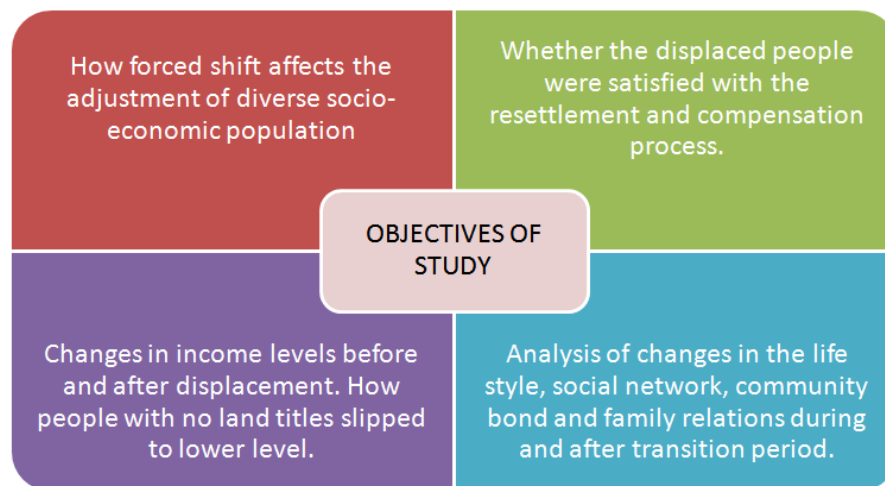 How forced shift affects the
adjustment of diverse socio-
economic population
Whether the displaced people
were satisfied with the
resettlement and compensation
process.
OBJECTIVES OF
STUDY
Changes in income levels before
and after displacement. How
people with no land titles slipped
to lower level.
Analysis of changes in the life
style, social network, community
bond and family relations during
and after transition period.